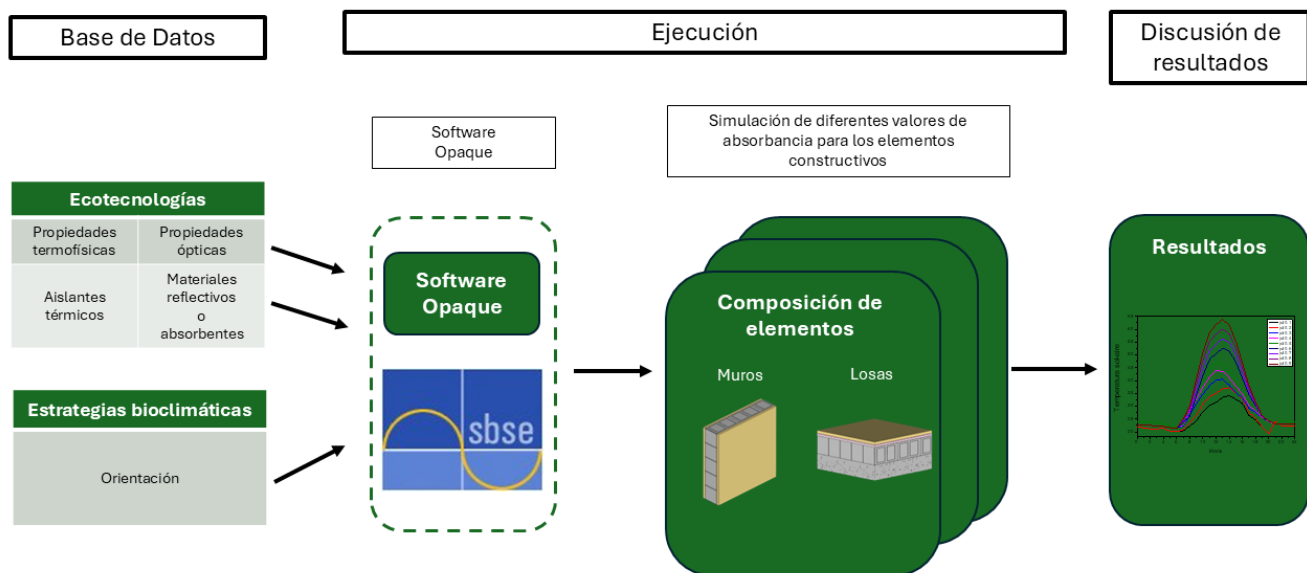 Base de Datos
Ejecución
Discusión de
resultados
Software
Opaque
Simulación de diferentes valores de
absorbancia para los elementos
constructivos
Ecotecnologías
Propiedades
termofísicas
Propiedades
ópticas
Aislantes
térmicos
Materiales
reflectivos
o
absorbentes
Estrategias bioclimáticas
Orientación
Software
Opaque
sbse
Composición de
elementos
Muros
Losas
Resultados